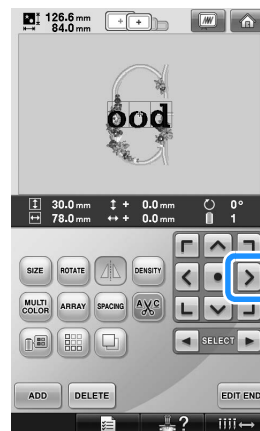 126.6 mm
84.0 mm
ood
30.0 mm + 0.0 mm 0°
78.0 mm + 0.0 mm 1
SIZE ROTATE DENSITY
MULTI COLOR ARRAY SPACING A C
SELECT
ADD DELETE EDIT END
?